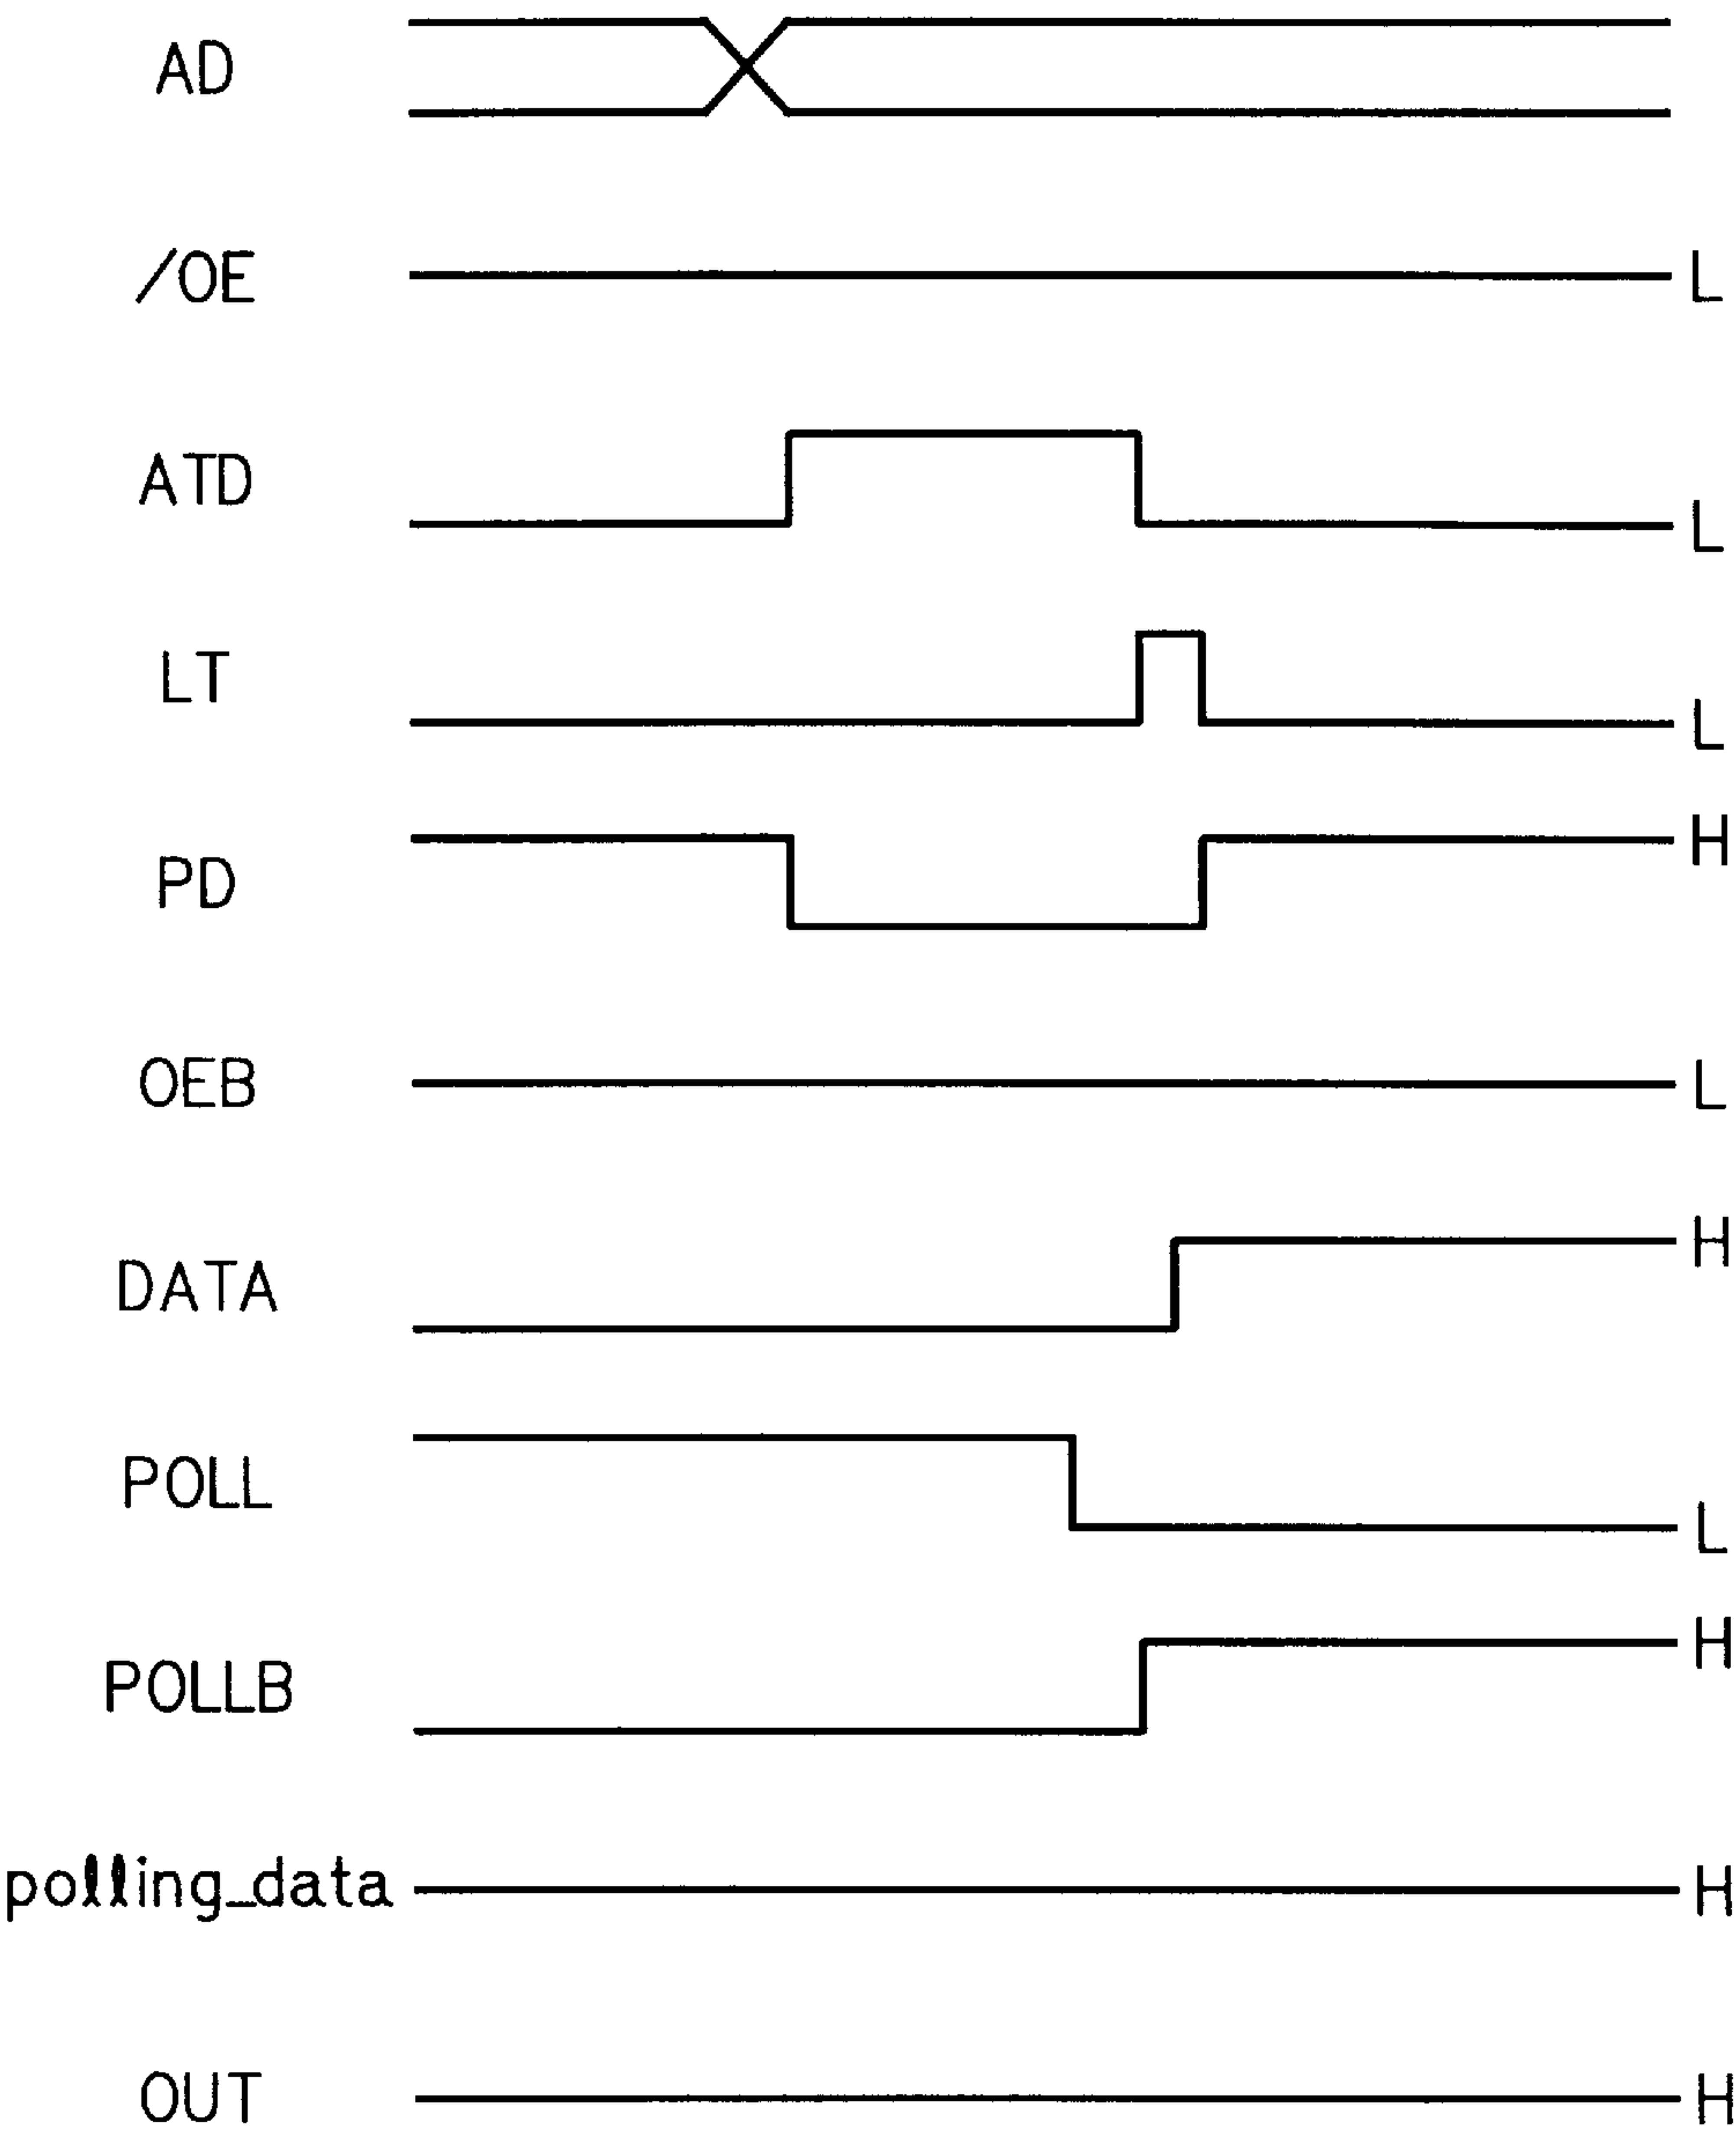 AD
/OE L
ATD L
LT L
PD H
OEB L
DATA H
POLL L
POLLB H
polling_data H
OUT H